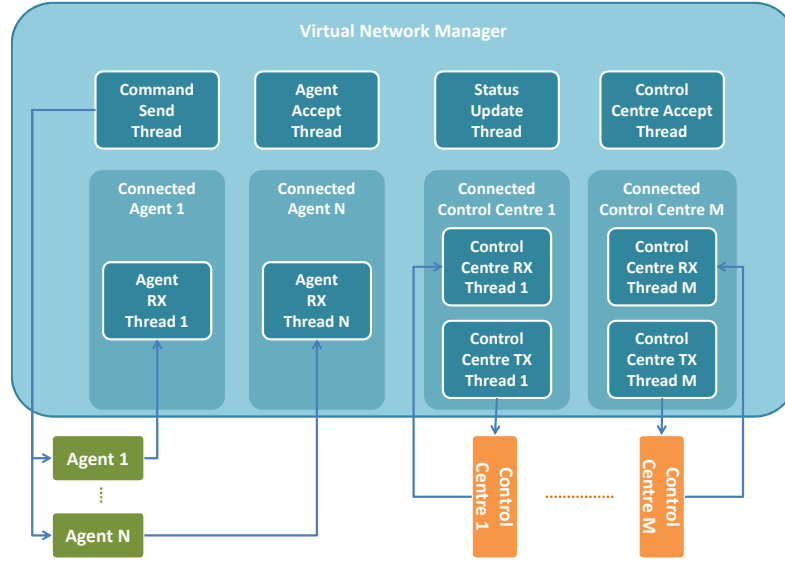 Virtual Network Manager
Command
Send
Thread
Agent
Accept
Thread
Status
Update
Thread
Control
Centre Accept
Thread
Connected
Agent 1
Connected
Agent N
Connected
Control Centre 1
Connected
Control Centre M
Agent
RX
Thread 1
Agent
RX
Thread N
Control
Centre RX
Thread 1
Control
Centre RX
Thread M
Control
Centre TX
Thread 1
Control
Centre TX
Thread M
Agent 1
Agent N
Control
Centre 1
Control
Centre M